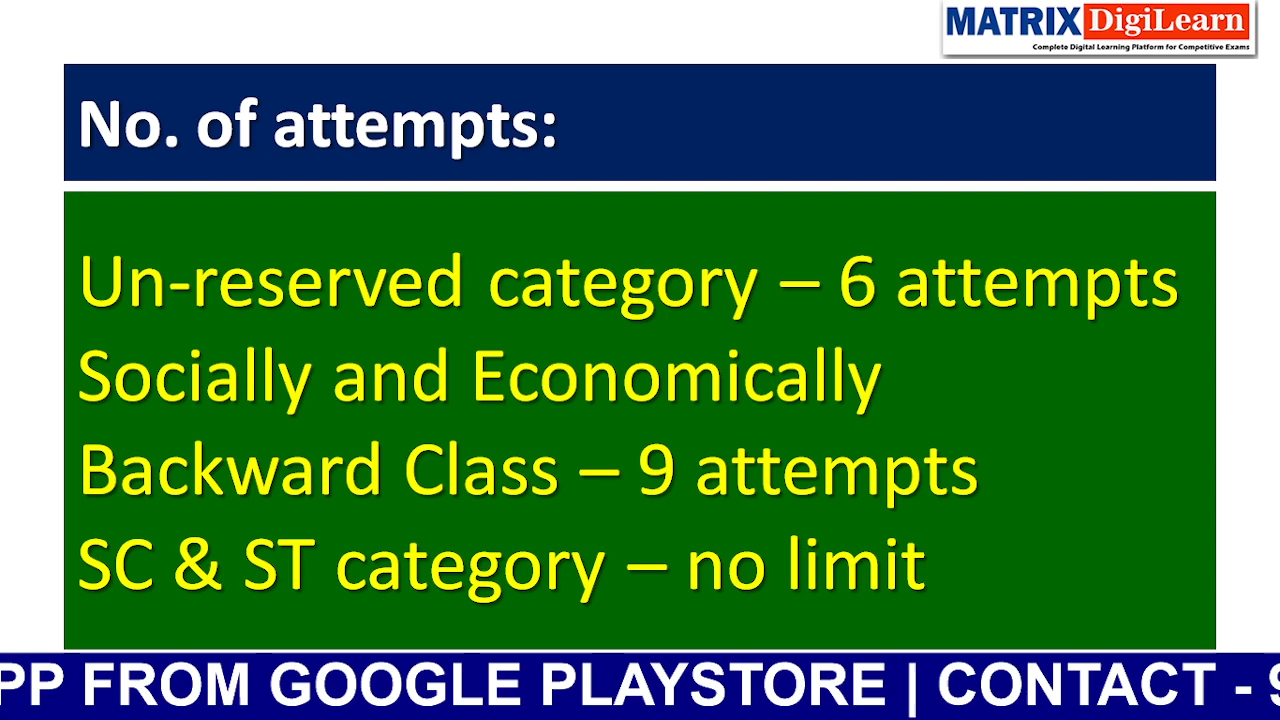 MATRIX DigiLearn
Complete Digital Learning Platform for Competitive Exams
No. of attempts:
Un-reserved category – 6 attempts
Socially and Economically
Backward Class – 9 attempts
SC & ST category – no limit
PP FROM GOOGLE PLAYSTORE | CONTACT - 9